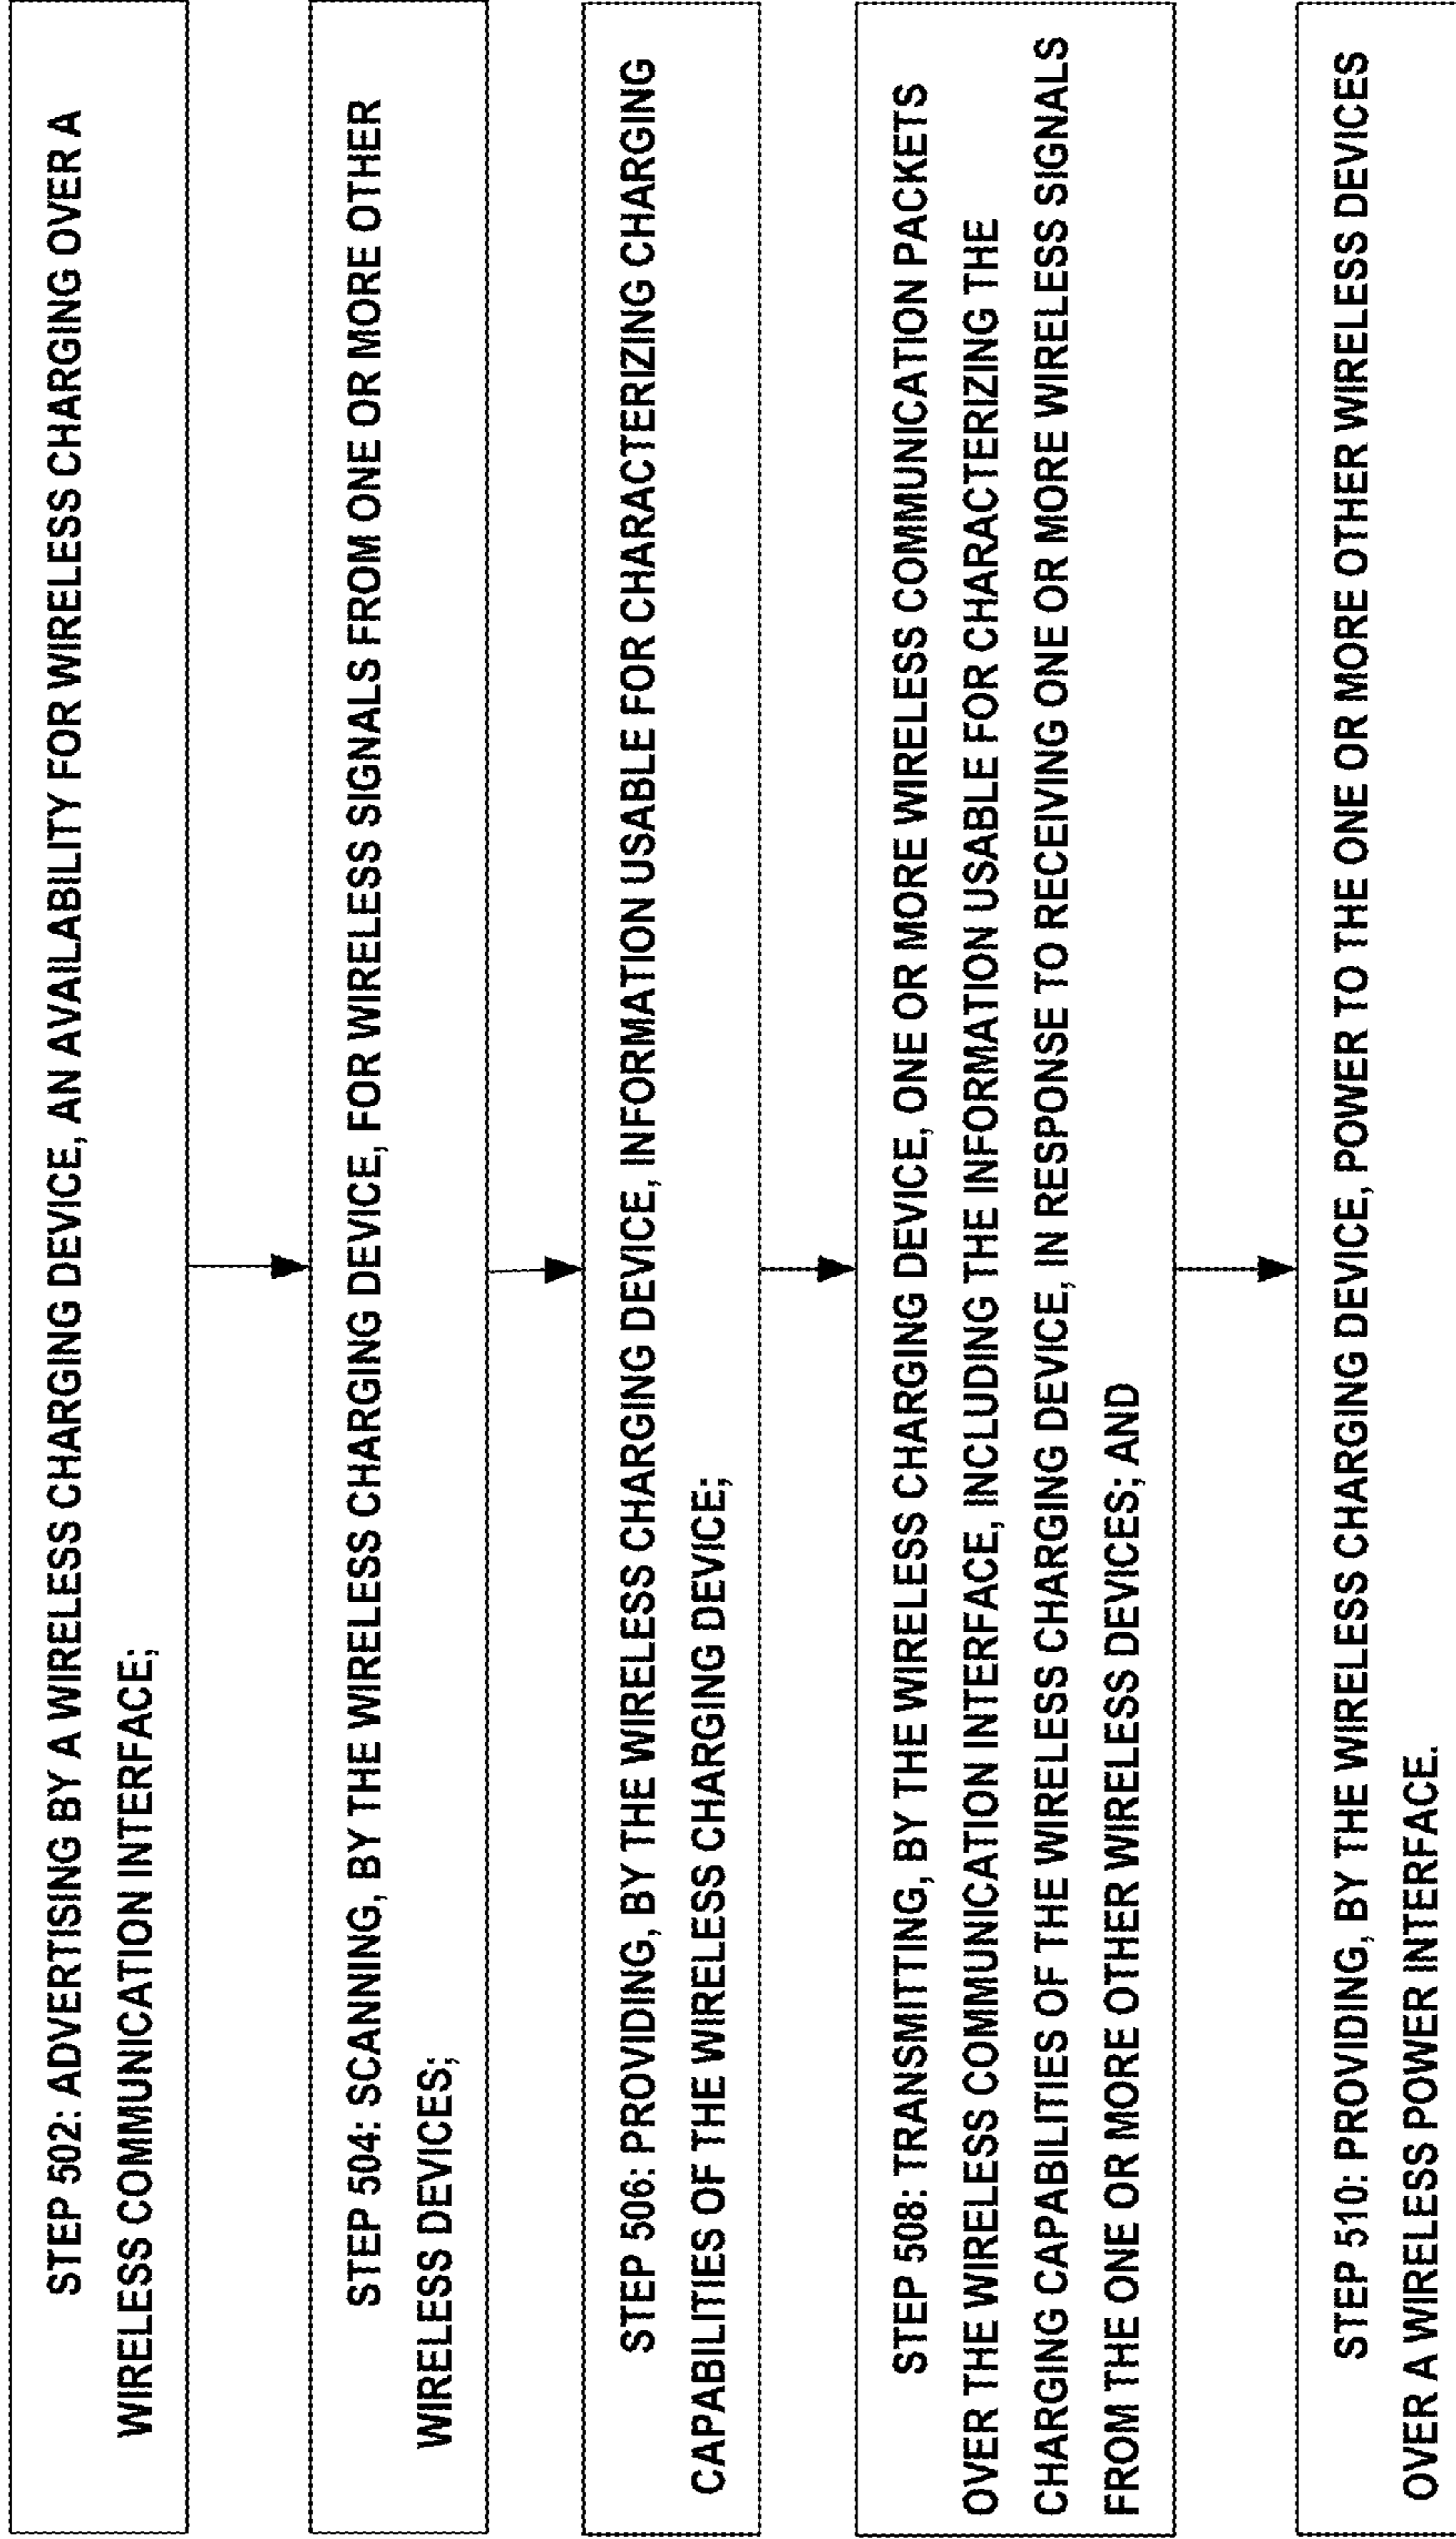 STEP 502: ADVERTISING BY A WIRELESS CHARGING DEVICE, AN AVAILABILITY FOR WIRELESS CHARGING OVER A
WIRELESS COMMUNICATION INTERFACE;
STEP 504: SCANNING, BY THE WIRELESS CHARGING DEVICE, FOR WIRELESS SIGNALS FROM ONE OR MORE OTHER
WIRELESS DEVICES;
STEP 506: PROVIDING, BY THE WIRELESS CHARGING DEVICE, INFORMATION USABLE FOR CHARACTERIZING CHARGING
CAPABILITIES OF THE WIRELESS CHARGING DEVICE;
STEP 508: TRANSMITTING, BY THE WIRELESS CHARGING DEVICE, ONE OR MORE WIRELESS COMMUNICATION PACKETS
OVER THE WIRELESS COMMUNICATION INTERFACE, INCLUDING THE INFORMATION USABLE FOR CHARACTERIZING THE
CHARGING CAPABILITIES OF THE WIRELESS CHARGING DEVICE, IN RESPONSE TO RECEIVING ONE OR MORE WIRELESS SIGNALS
FROM THE ONE OR MORE OTHER WIRELESS DEVICES; AND
STEP 510: PROVIDING, BY THE WIRELESS CHARGING DEVICE, POWER TO THE ONE OR MORE OTHER WIRELESS DEVICES
OVER A WIRELESS POWER INTERFACE.